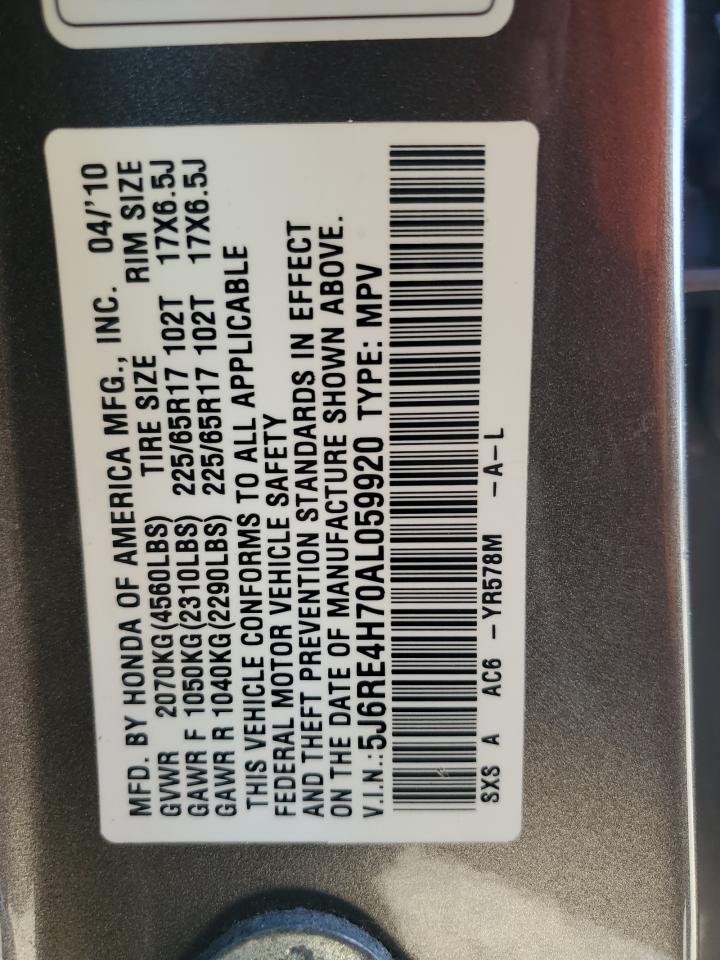 MFD. BY HONDA OF AMERICA MFG., INC. 04/'10
GVWR 2070KG(4560LBS) TIRE SIZE RIM SIZE
GAWR F 1050KG(2310LBS) 225/65R17 102T 17X6.5J
GAWR R 1040KG(2290LBS) 225/65R17 102T 17X6.5J
THIS VEHICLE CONFORMS TO ALL APPLICABLE
FEDERAL MOTOR VEHICLE SAFETY
AND THEFT PREVENTION STANDARDS IN EFFECT
ON THE DATE OF MANUFACTURE SHOWN ABOVE.
V.I.N.:5J6RE4H70AL059920 TYPE: MPV
SXS A AC6 -YR578M -A-L